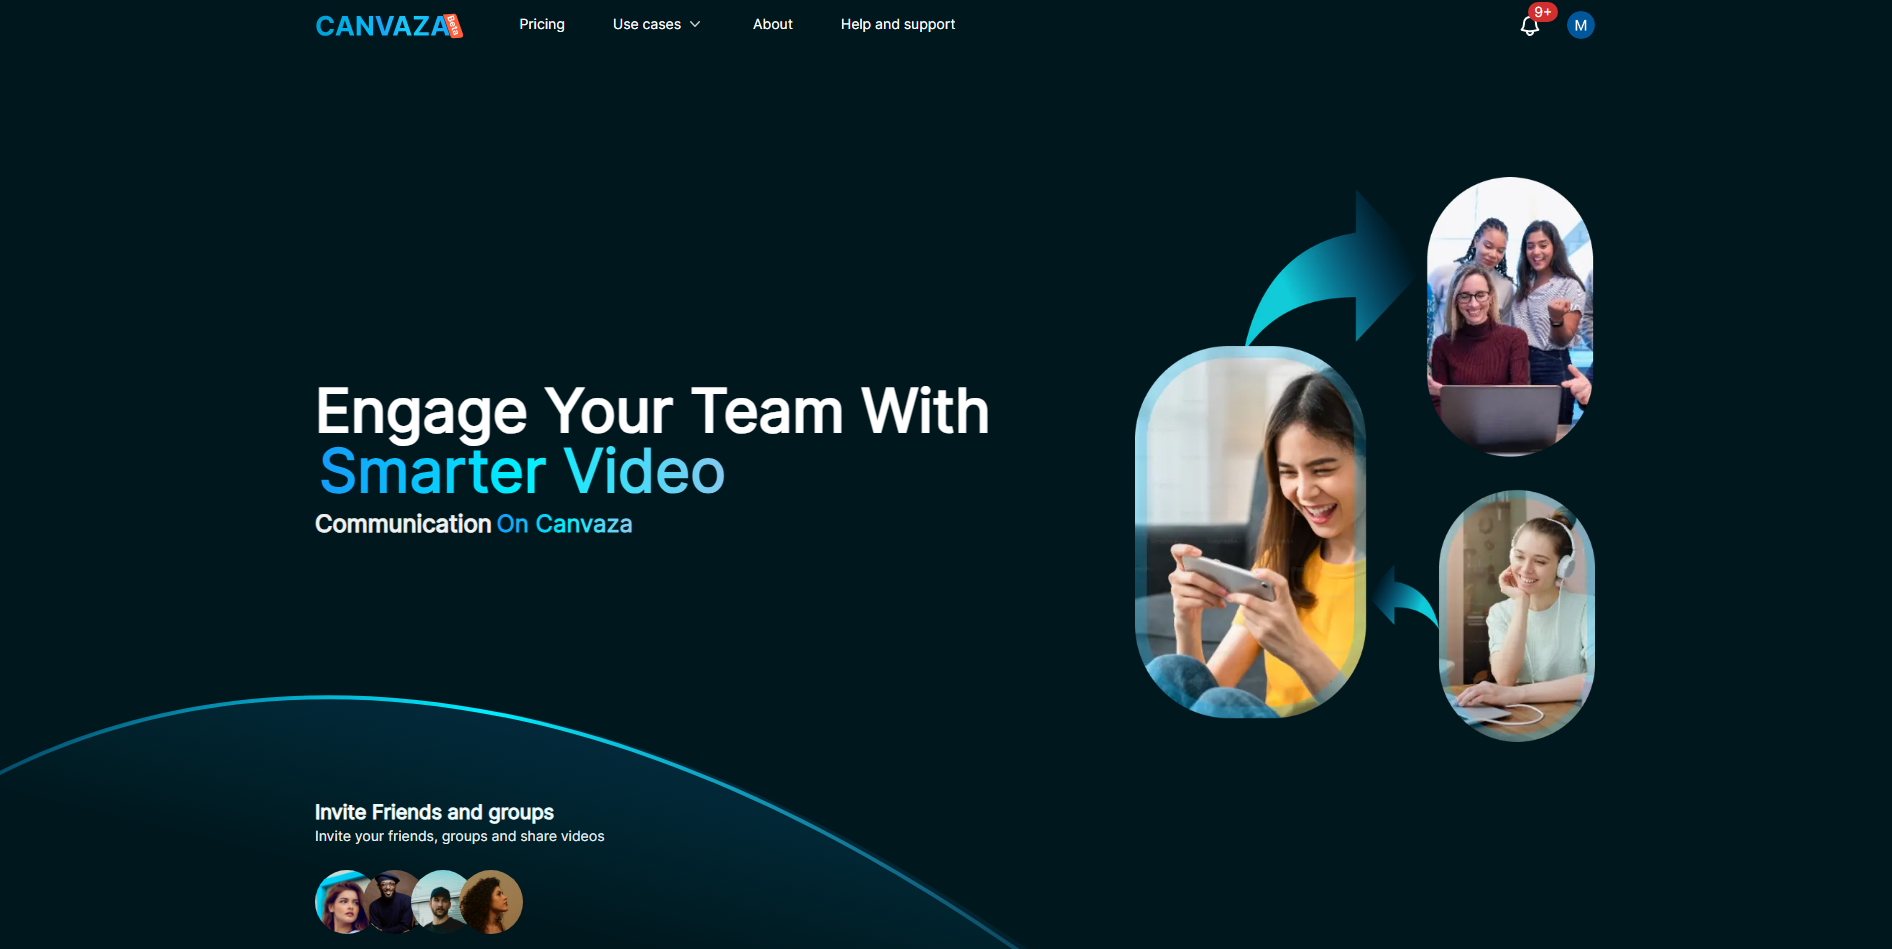 CANVAZA Beta
Pricing
Use cases
About
Help and support
9+
M
Engage Your Team With
Smarter Video
Communication On Canvaza
Invite Friends and groups
Invite your friends, groups and share videos